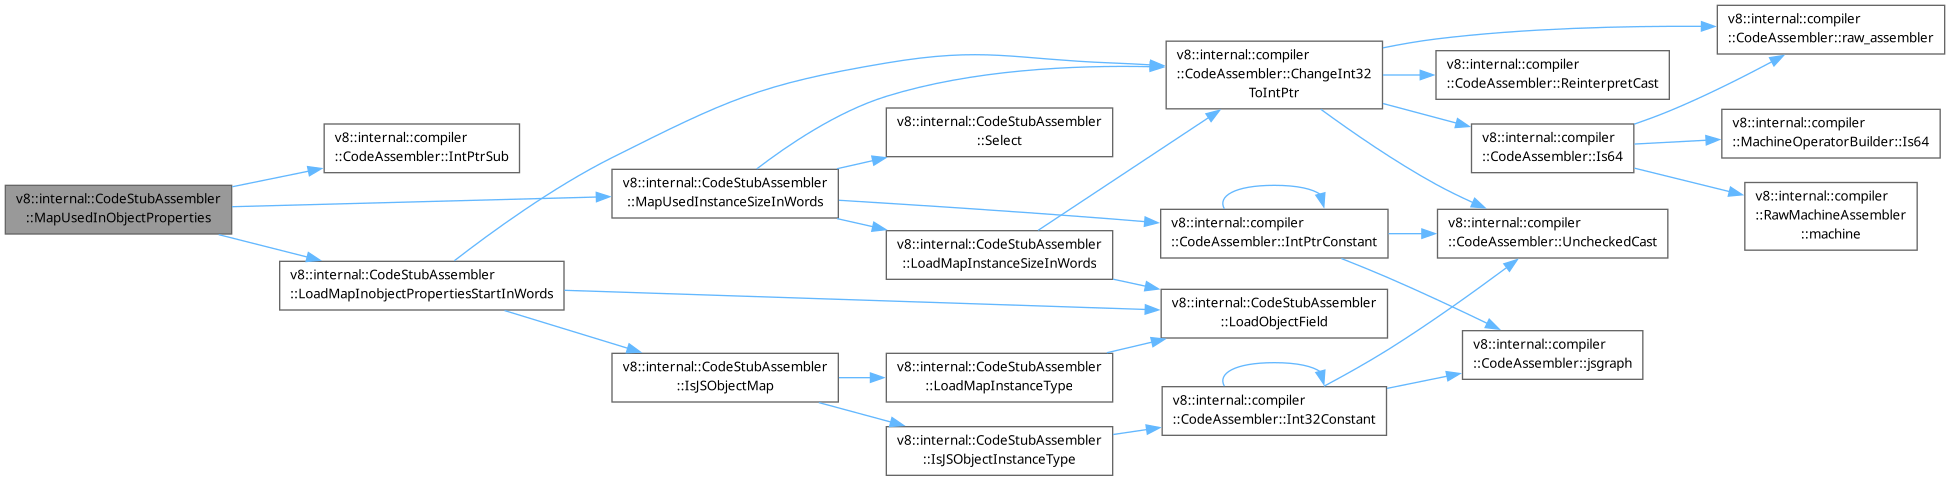 v8::internal::CodeStubAssembler
::MapUsedInObjectProperties
v8::internal::compiler
::CodeAssembler::IntPtrSub
v8::internal::CodeStubAssembler
::LoadMapInobjectPropertiesStartInWords
v8::internal::CodeStubAssembler
::MapUsedInstanceSizeInWords
v8::internal::CodeStubAssembler
::IsJSObjectMap
v8::internal::CodeStubAssembler
::Select
v8::internal::CodeStubAssembler
::LoadMapInstanceSizeInWords
v8::internal::CodeStubAssembler
::LoadMapInstanceType
v8::internal::CodeStubAssembler
::IsJSObjectInstanceType
v8::internal::compiler
::CodeAssembler::ChangeInt32
ToIntPtr
v8::internal::compiler
::CodeAssembler::IntPtrConstant
v8::internal::CodeStubAssembler
::LoadObjectField
v8::internal::compiler
::CodeAssembler::Int32Constant
v8::internal::compiler
::CodeAssembler::ReinterpretCast
v8::internal::compiler
::CodeAssembler::Is64
v8::internal::compiler
::CodeAssembler::UncheckedCast
v8::internal::compiler
::CodeAssembler::jsgraph
v8::internal::compiler
::CodeAssembler::raw_assembler
v8::internal::compiler
::MachineOperatorBuilder::Is64
v8::internal::compiler
::RawMachineAssembler
::machine